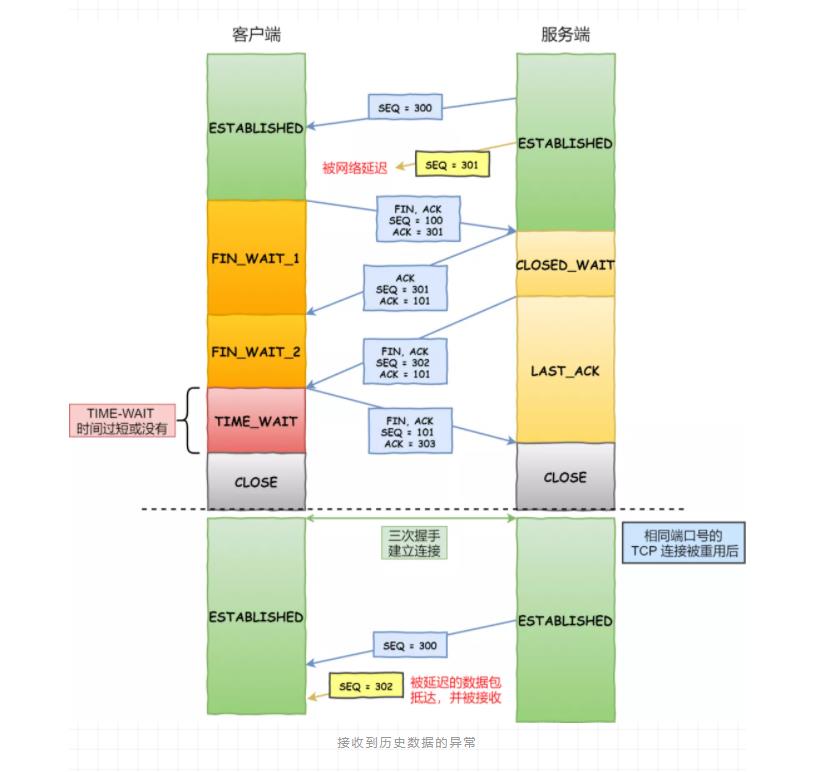 客户端
服务端
SEQ = 300
ESTABLISHED
ESTABLISHED
被网络延迟
SEQ = 301
FIN, ACK
SEQ = 100
ACK = 301
FIN_WAIT_1
CLOSED_WAIT
ACK
SEQ = 301
ACK = 101
FIN_WAIT_2
FIN, ACK
SEQ = 302
ACK = 101
LAST_ACK
TIME-WAIT
时间过短或没有
TIME_WAIT
FIN, ACK
SEQ = 101
ACK = 303
CLOSE
CLOSE
三次握手
建立连接
相同端口号的
TCP 连接被重用后
ESTABLISHED
ESTABLISHED
SEQ = 300
SEQ = 302
被延迟的数据包
抵达，并被接收
接收到历史数据的异常